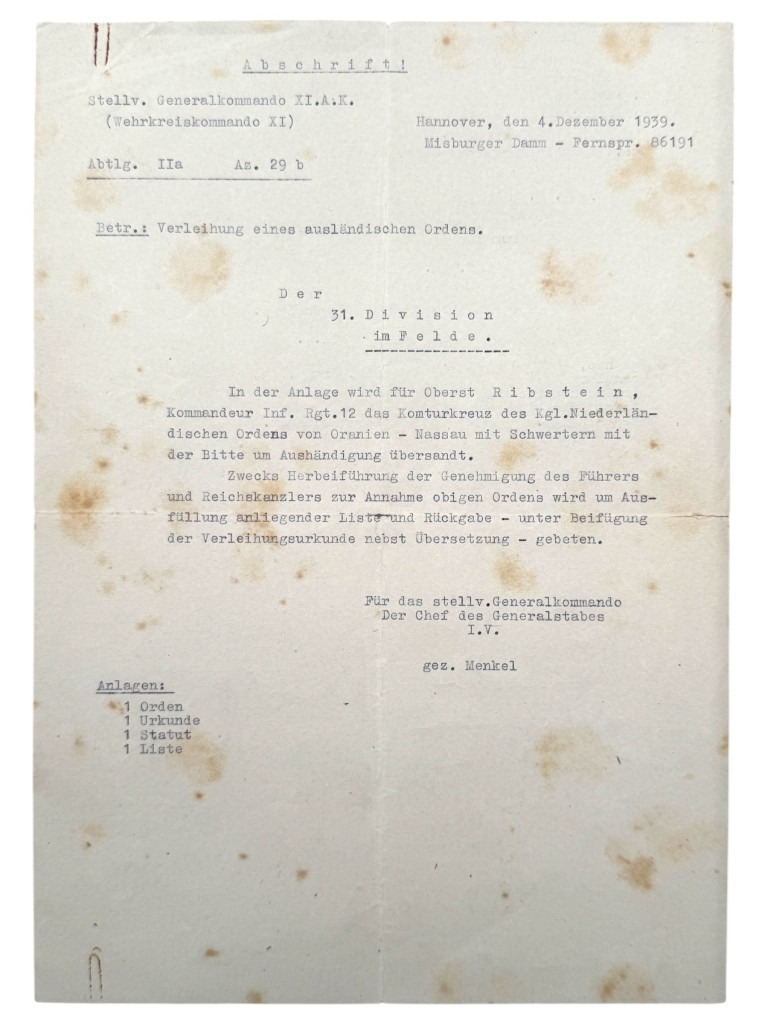 A b s c h r i f t !
Stellv. Generalkommando XI.A.K.
(Wehrkreiskommando XI)
Hannover, den 4.Dezember 1939.
Misburger Damm - Fernspr. 86191
Abtlg. IIa Az. 29 b
Betr.: Verleihung eines ausländischen Ordens.
D e r
31. D i v i s i o n
im F e l d e .
In der Anlage wird für Oberst R i b s t e i n ,
Kommandeur Inf. Rgt.12 das Komturkreuz des Kgl.Niederlän-
dischen Ordens von Oranien - Nassau mit Schwertern mit
der Bitte um Aushändigung übersandt.
Zwecks Herbeiführung der Genehmigung des Führers
und Reichskanzlers zur Annahme obigen Ordens wird um Aus-
füllung anliegender Liste und Rückgabe - unter Beifügung
der Verleihungsurkunde nebst Übersetzung - gebeten.
Für das stellv.Generalkommando
Der Chef des Generalstabes
I.V.
gez. Menkel
Anlagen:
1 Orden
1 Urkunde
1 Statut
1 Liste